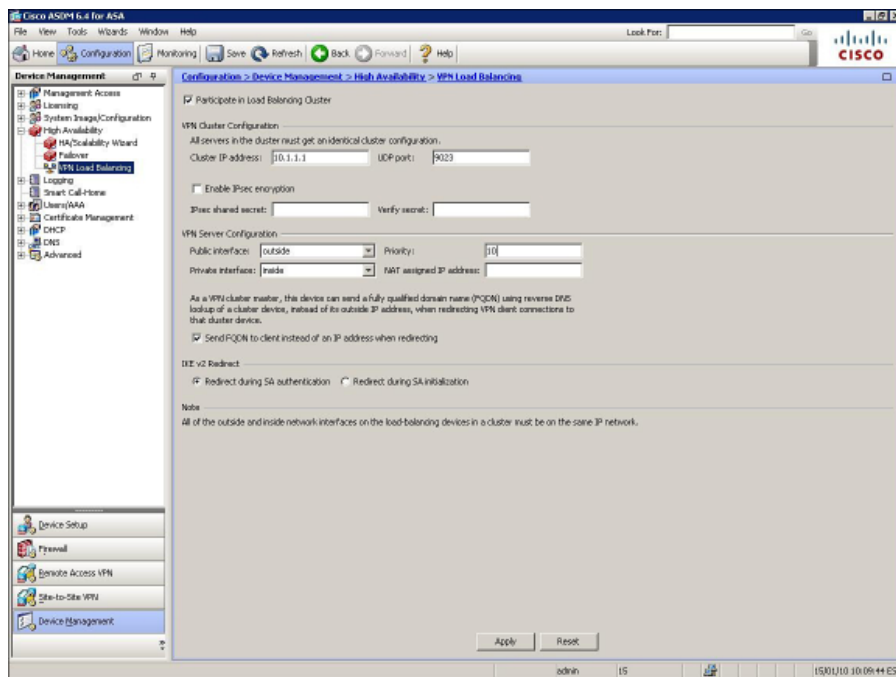 Cisco ASDM 6.4 for ASA
File View Tools Wizards Window Help
Look For:
Go
Home Configuration Monitoring Save Refresh Back Forward Help
CISCO
Device Management
Configuration > Device Management > High Availability > VPN Load Balancing
Management Access
Licensing
System Image/Configuration
High Availability
HA/Scalability Wizard
Failover
VPN Load Balancing
Logging
Smart Call-Home
Users/AAA
Certificate Management
DHCP
DNS
Advanced
Participate in Load Balancing Cluster
VPN Cluster Configuration
All servers in the cluster must get an identical cluster configuration.
Cluster IP address: 10.1.1.1 UDP port: 9023
Enable IPsec encryption
IPsec shared secret: Verify secret:
VPN Server Configuration
Public interface: outside Priority: 10
Private interface: inside NAT assigned IP address:
As a VPN cluster master, this device can send a fully qualified domain name (FQDN) using reverse DNS
lookup of a cluster device, instead of its outside IP address, when redirecting VPN client connections to
that cluster device.
Send FQDN to client instead of an IP address when redirecting
IKE v2 Redirect
Redirect during SA authentication Redirect during SA initialization
Note
All of the outside and inside network interfaces on the load-balancing devices in a cluster must be on the same IP network.
Device Setup
Firewall
Remote Access VPN
Site-to-Site VPN
Device Management
Apply Reset
admin 15 15/01/10 10:09:44 ES